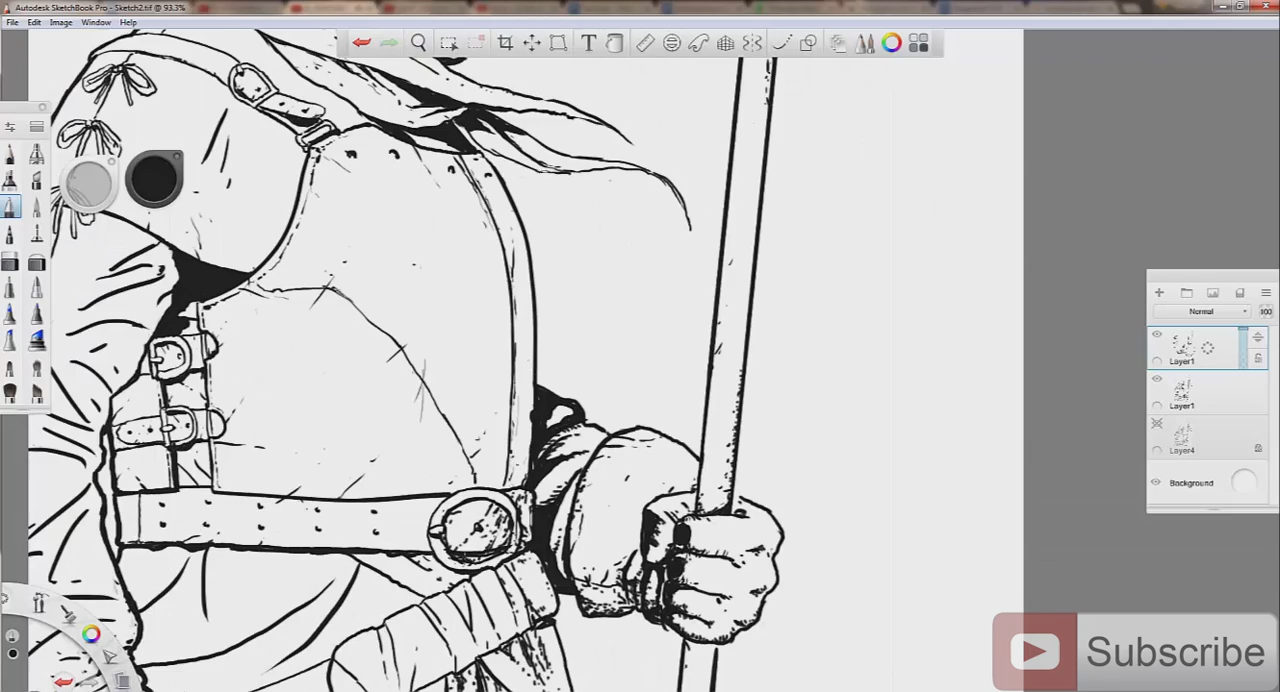 Autodesk SketchBook Pro - Sketch2.tif @ 93.3%
File Edit Image Window Help
T
Normal 100
Layer1
Layer1
Layer4
Background
Subscribe